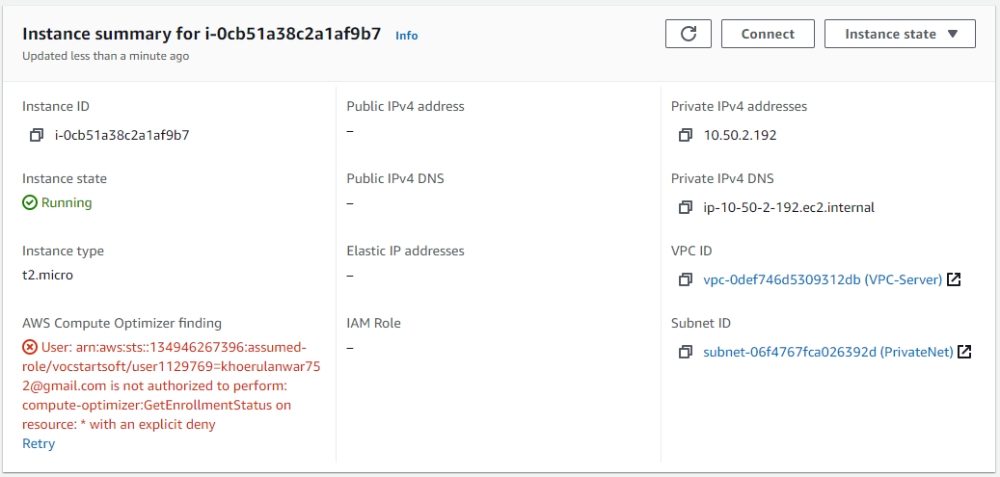 Instance summary for i-0cb51a38c2a1af9b7 Info
Updated less than a minute ago
Connect
Instance state
Instance ID
i-0cb51a38c2a1af9b7
Public IPv4 address
–
Private IPv4 addresses
10.50.2.192
Instance state
Running
Public IPv4 DNS
–
Private IPv4 DNS
ip-10-50-2-192.ec2.internal
Instance type
t2.micro
Elastic IP addresses
–
VPC ID
vpc-0def746d5309312db (VPC-Server)
AWS Compute Optimizer finding
User: arn:aws:sts::134946267396:assumed-
role/vocstartsoft/user1129769=khoerulanwar75
2@gmail.com is not authorized to perform:
compute-optimizer:GetEnrollmentStatus on
resource: * with an explicit deny
Retry
IAM Role
–
Subnet ID
subnet-06f4767fca026392d (PrivateNet)